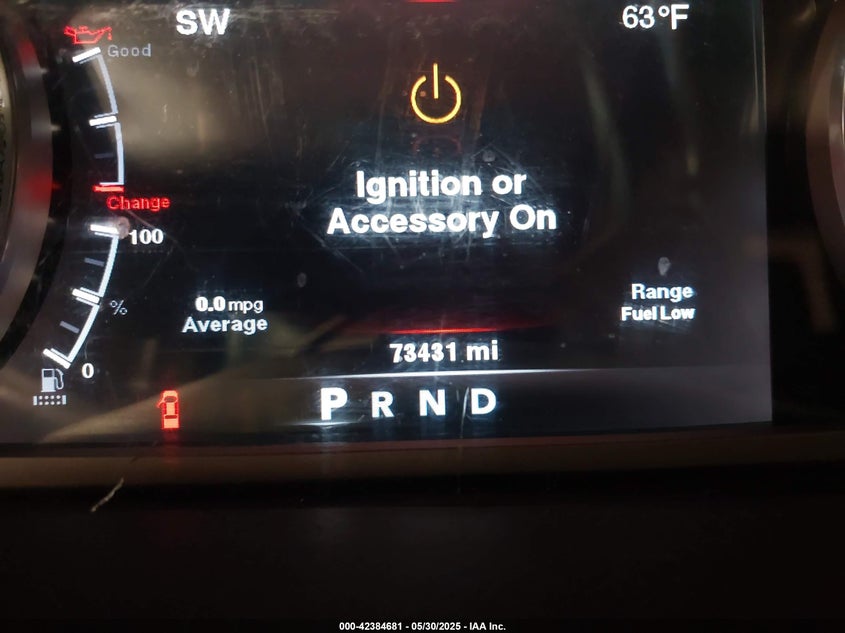 SW
63°F
Good
Ignition or
Accessory On
Change
100
%
0.0 mpg
Average
Range
Fuel Low
73431 mi
0
P R N D
000-42384681 - 05/30/2025 - IAA Inc.